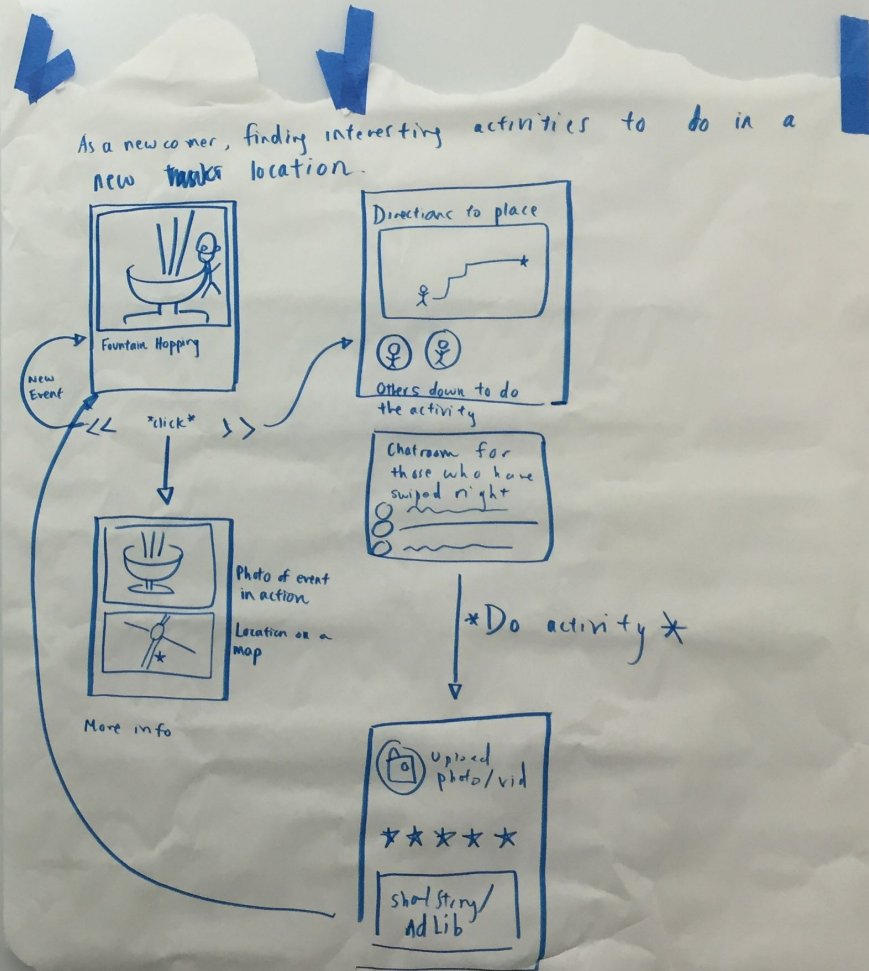 As a newcomer, finding interesting activities to do in a
new location.
Fountain Hopping
New
Event
<< *click* >>
Photo of event
in action
Location on a
map
More info
Directions to place
Others down to do
the activity
Chatroom for
those who have
swiped right
*Do activity*
Upload
photo/vid
Short Story/
Ad Lib